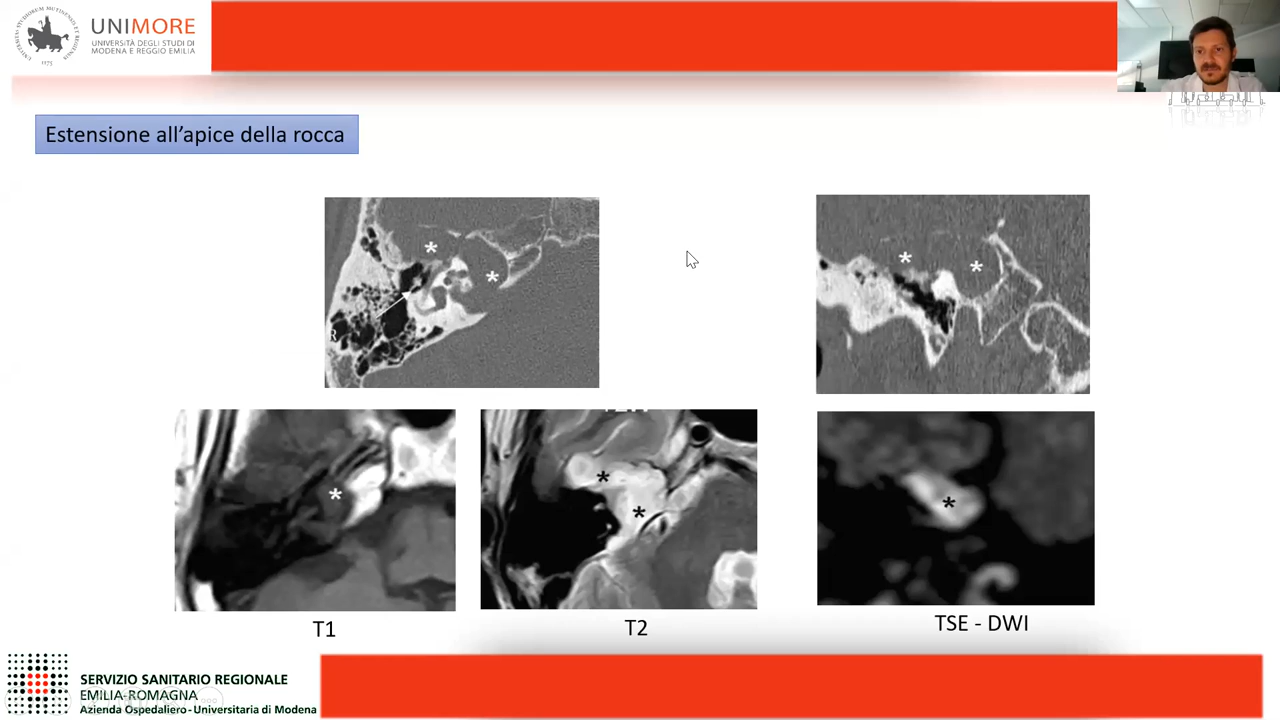 UNIMORE
UNIVERSITÀ DEGLI STUDI DI
MODENA E REGGIO EMILIA
1175
Estensione all'apice della rocca
*
*
*
*
R
*
*
*
*
T1
T2
TSE - DWI
SERVIZIO SANITARIO REGIONALE
EMILIA-ROMAGNA
Azienda Ospedaliero - Universitaria di Modena